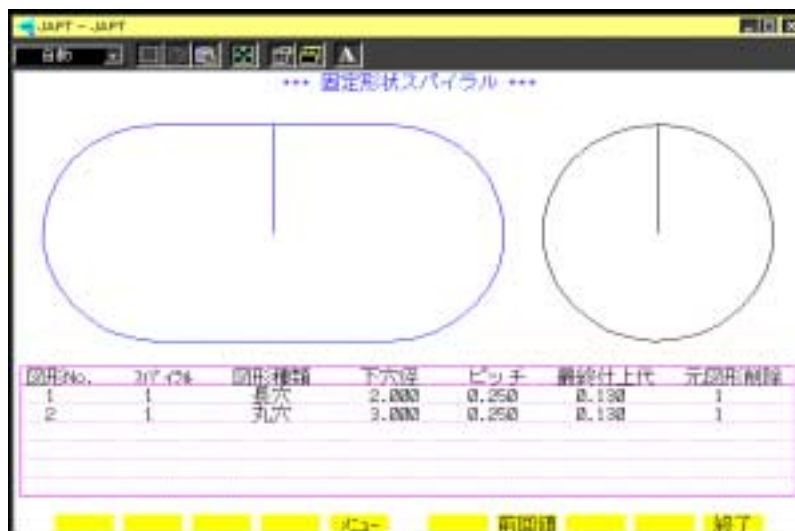 JAPT - JAPT
自動
A
*** 固定形状スパイラル ***
図形No. スパイラル 図形種類 下穴径 ピッチ 最終仕上代 元図形削除
1 1 長穴 2.000 0.250 0.130 1
2 1 丸穴 3.000 0.250 0.130 1
メニュー 前回値 終了